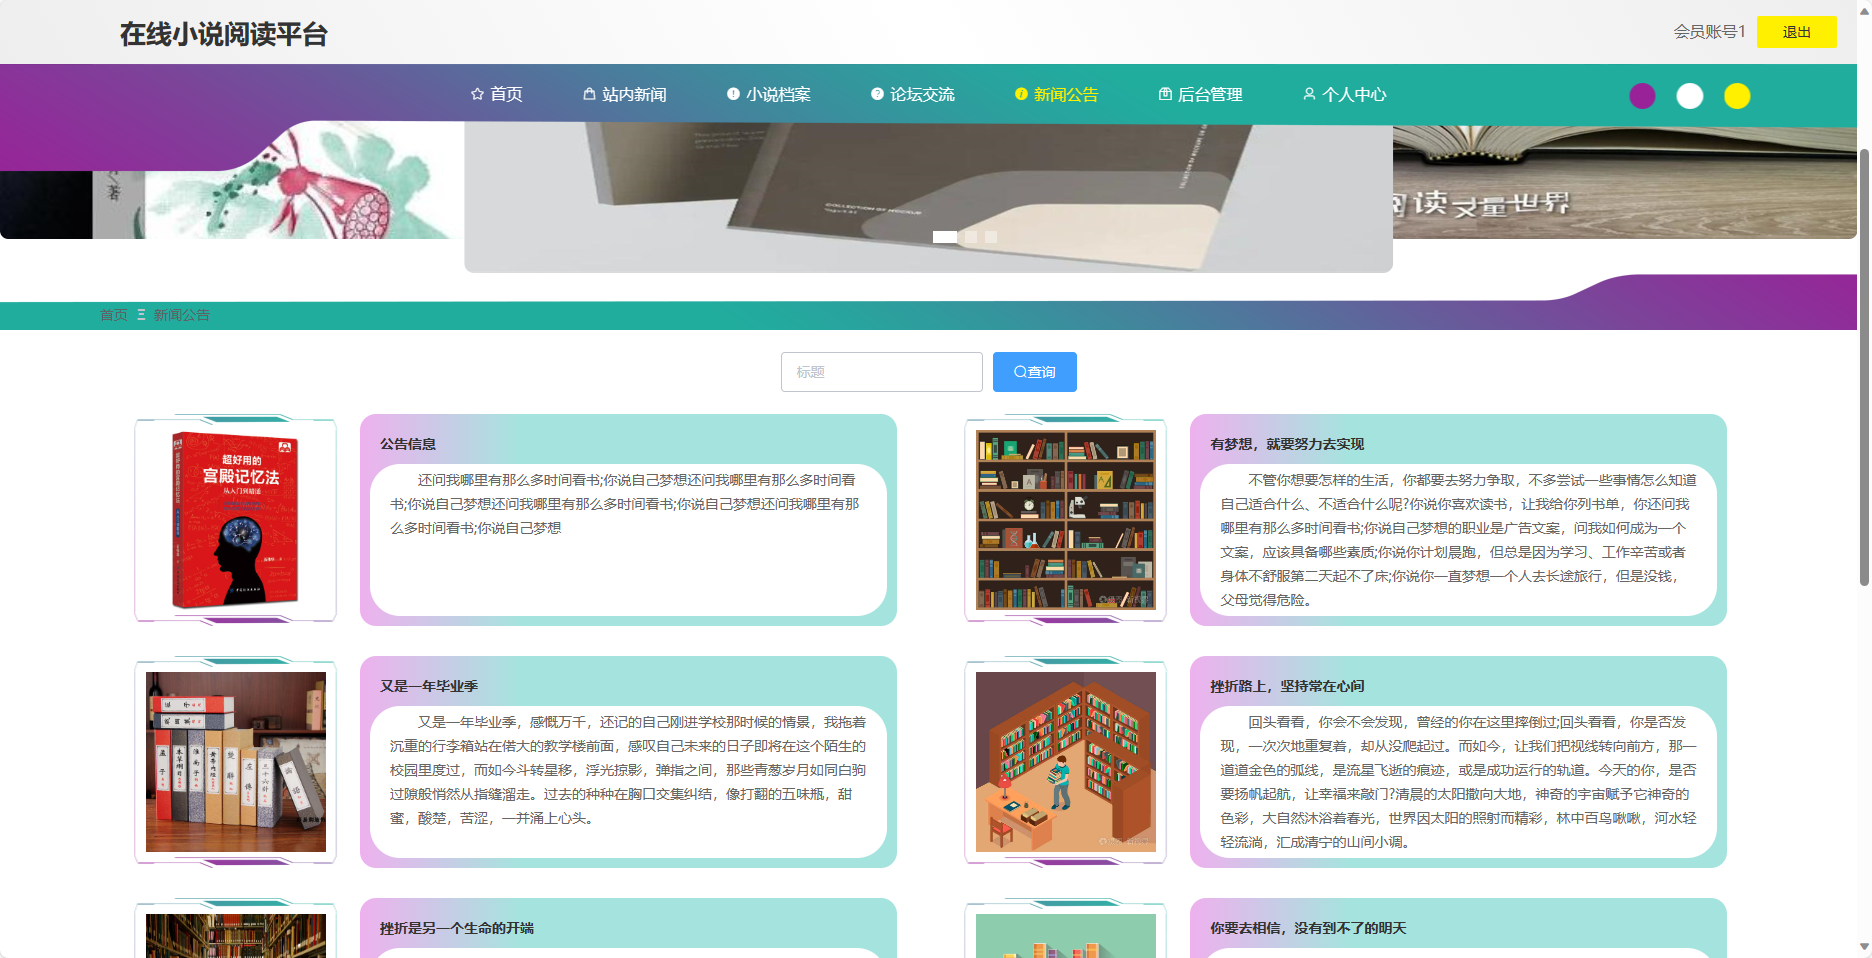 在线小说阅读平台
会员账号1
退出
首页
站内新闻
小说档案
论坛交流
新闻公告
后台管理
个人中心
著
COLLECTION OF MOCKUP
阅读丈量世界
首页
新闻公告
标题
查询
超好用的
宫殿记忆法
从入门到精通
公告信息
还问我哪里有那么多时间看书;你说自己梦想还问我哪里有那么多时间看
书;你说自己梦想还问我哪里有那么多时间看书;你说自己梦想还问我哪里有那
么多时间看书;你说自己梦想
有梦想，就要努力去实现
不管你想要怎样的生活，你都要去努力争取，不多尝试一些事情怎么知道
自己适合什么、不适合什么呢?你说你喜欢读书，让我给你列书单，你还问我
哪里有那么多时间看书;你说自己梦想的职业是广告文案，问我如何成为一个
文案，应该具备哪些素质;你说你计划晨跑，但总是因为学习、工作辛苦或者
身体不舒服第二天起不了床;你说你一直梦想一个人去长途旅行，但是没钱，
父母觉得危险。
又是一年毕业季
又是一年毕业季，感慨万千，还记的自己刚进学校那时候的情景，我拖着
沉重的行李箱站在偌大的教学楼前面，感叹自己未来的日子即将在这个陌生的
校园里度过，而如今斗转星移，浮光掠影，弹指之间，那些青葱岁月如同白驹
过隙般悄然从指缝溜走。过去的种种在胸口交集纠结，像打翻的五味瓶，甜
蜜，酸楚，苦涩，一并涌上心头。
挫折路上，坚持常在心间
回头看看，你会不会发现，曾经的你在这里摔倒过;回头看看，你是否发
现，一次次地重复着，却从没爬起过。而如今，让我们把视线转向前方，那一
道道金色的弧线，是流星飞逝的痕迹，或是成功运行的轨道。今天的你，是否
要扬帆起航，让幸福来敲门?清晨的太阳撒向大地，神奇的宇宙赋予它神奇的
色彩，大自然沐浴着春光，世界因太阳的照射而精彩，林中百鸟啾啾，河水轻
轻流淌，汇成清宁的山间小调。
挫折是另一个生命的开端
你要去相信，没有到不了的明天